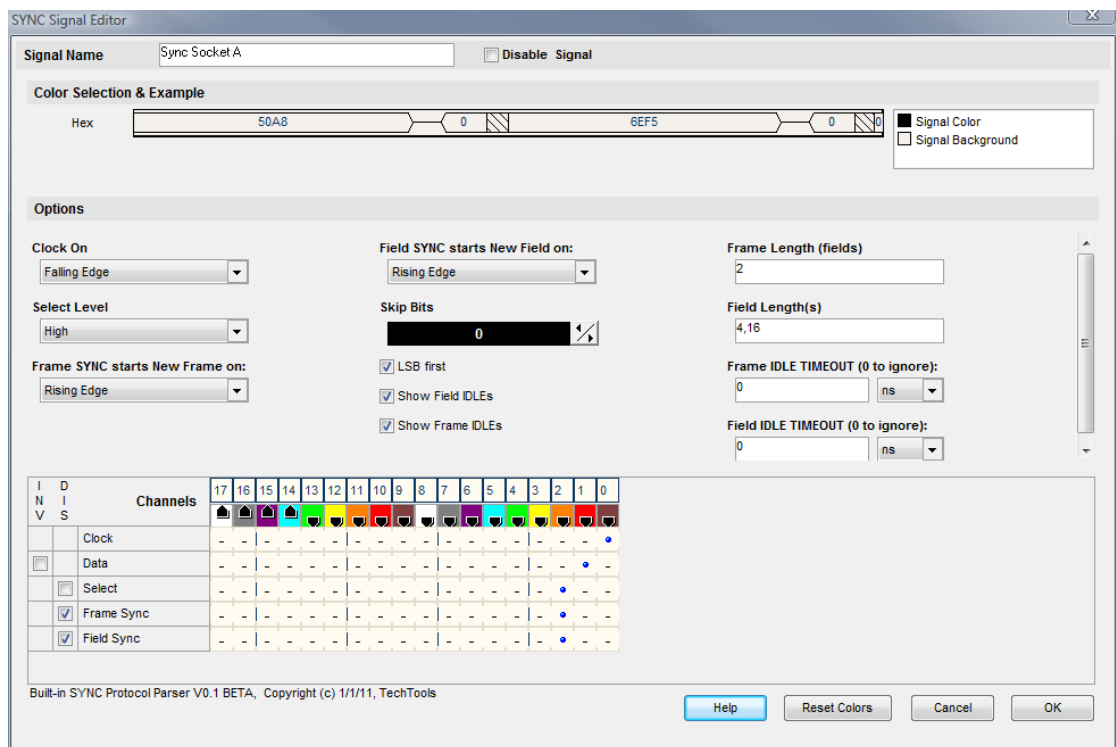 SYNC Signal Editor
Signal Name Sync Socket A Disable Signal
Color Selection & Example
Hex 50A8 0 6EF5 0 0 Signal Color
Signal Background
Options
Clock On Field SYNC starts New Field on: Frame Length (fields)
Falling Edge Rising Edge 2
Select Level Skip Bits Field Length(s)
High 0 4,16
Frame SYNC starts New Frame on: LSB first Frame IDLE TIMEOUT (0 to ignore):
Rising Edge Show Field IDLEs 0 ns
Show Frame IDLEs Field IDLE TIMEOUT (0 to ignore):
0 ns
INV DIS Channels 17 16 15 14 13 12 11 10 9 8 7 6 5 4 3 2 1 0
Clock
Data
Select
Frame Sync
Field Sync
Built-in SYNC Protocol Parser V0.1 BETA, Copyright (c) 1/1/11, TechTools
Help Reset Colors Cancel OK